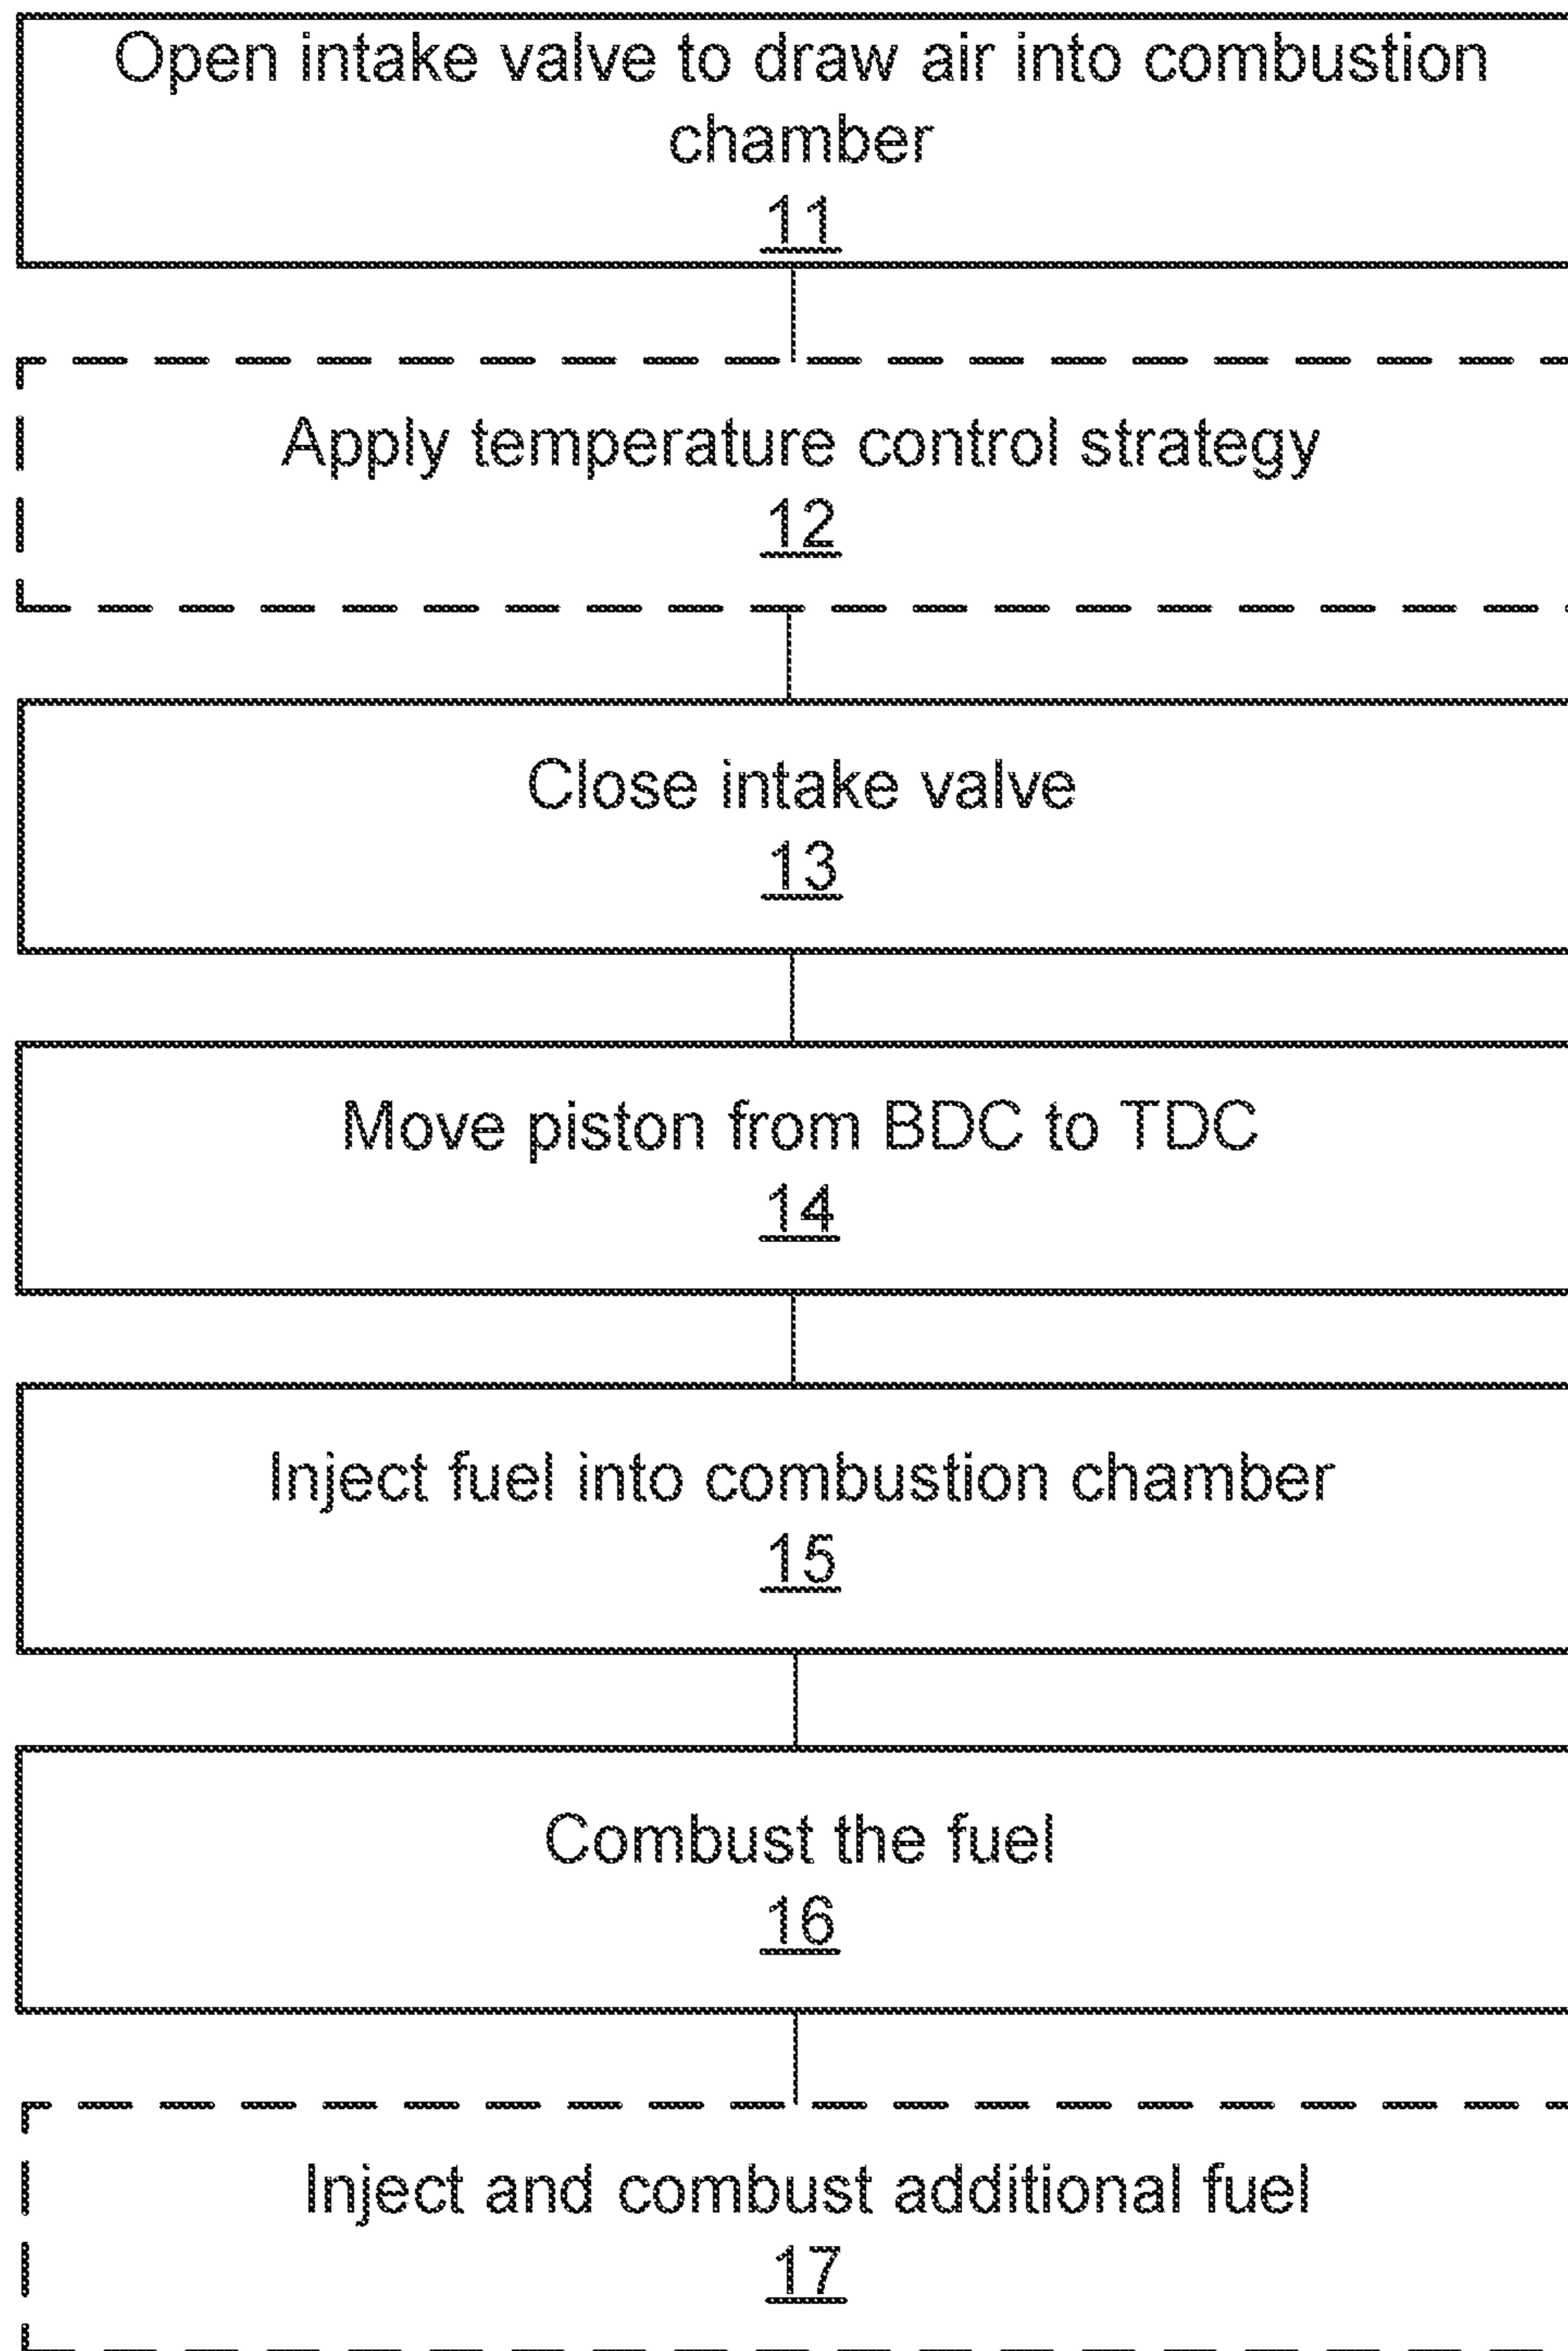 Open intake valve to draw air into combustion
chamber
11
Apply temperature control strategy
12
Close intake valve
13
Move piston from BDC to TDC
14
Inject fuel into combustion chamber
15
Combust the fuel
16
Inject and combust additional fuel
17